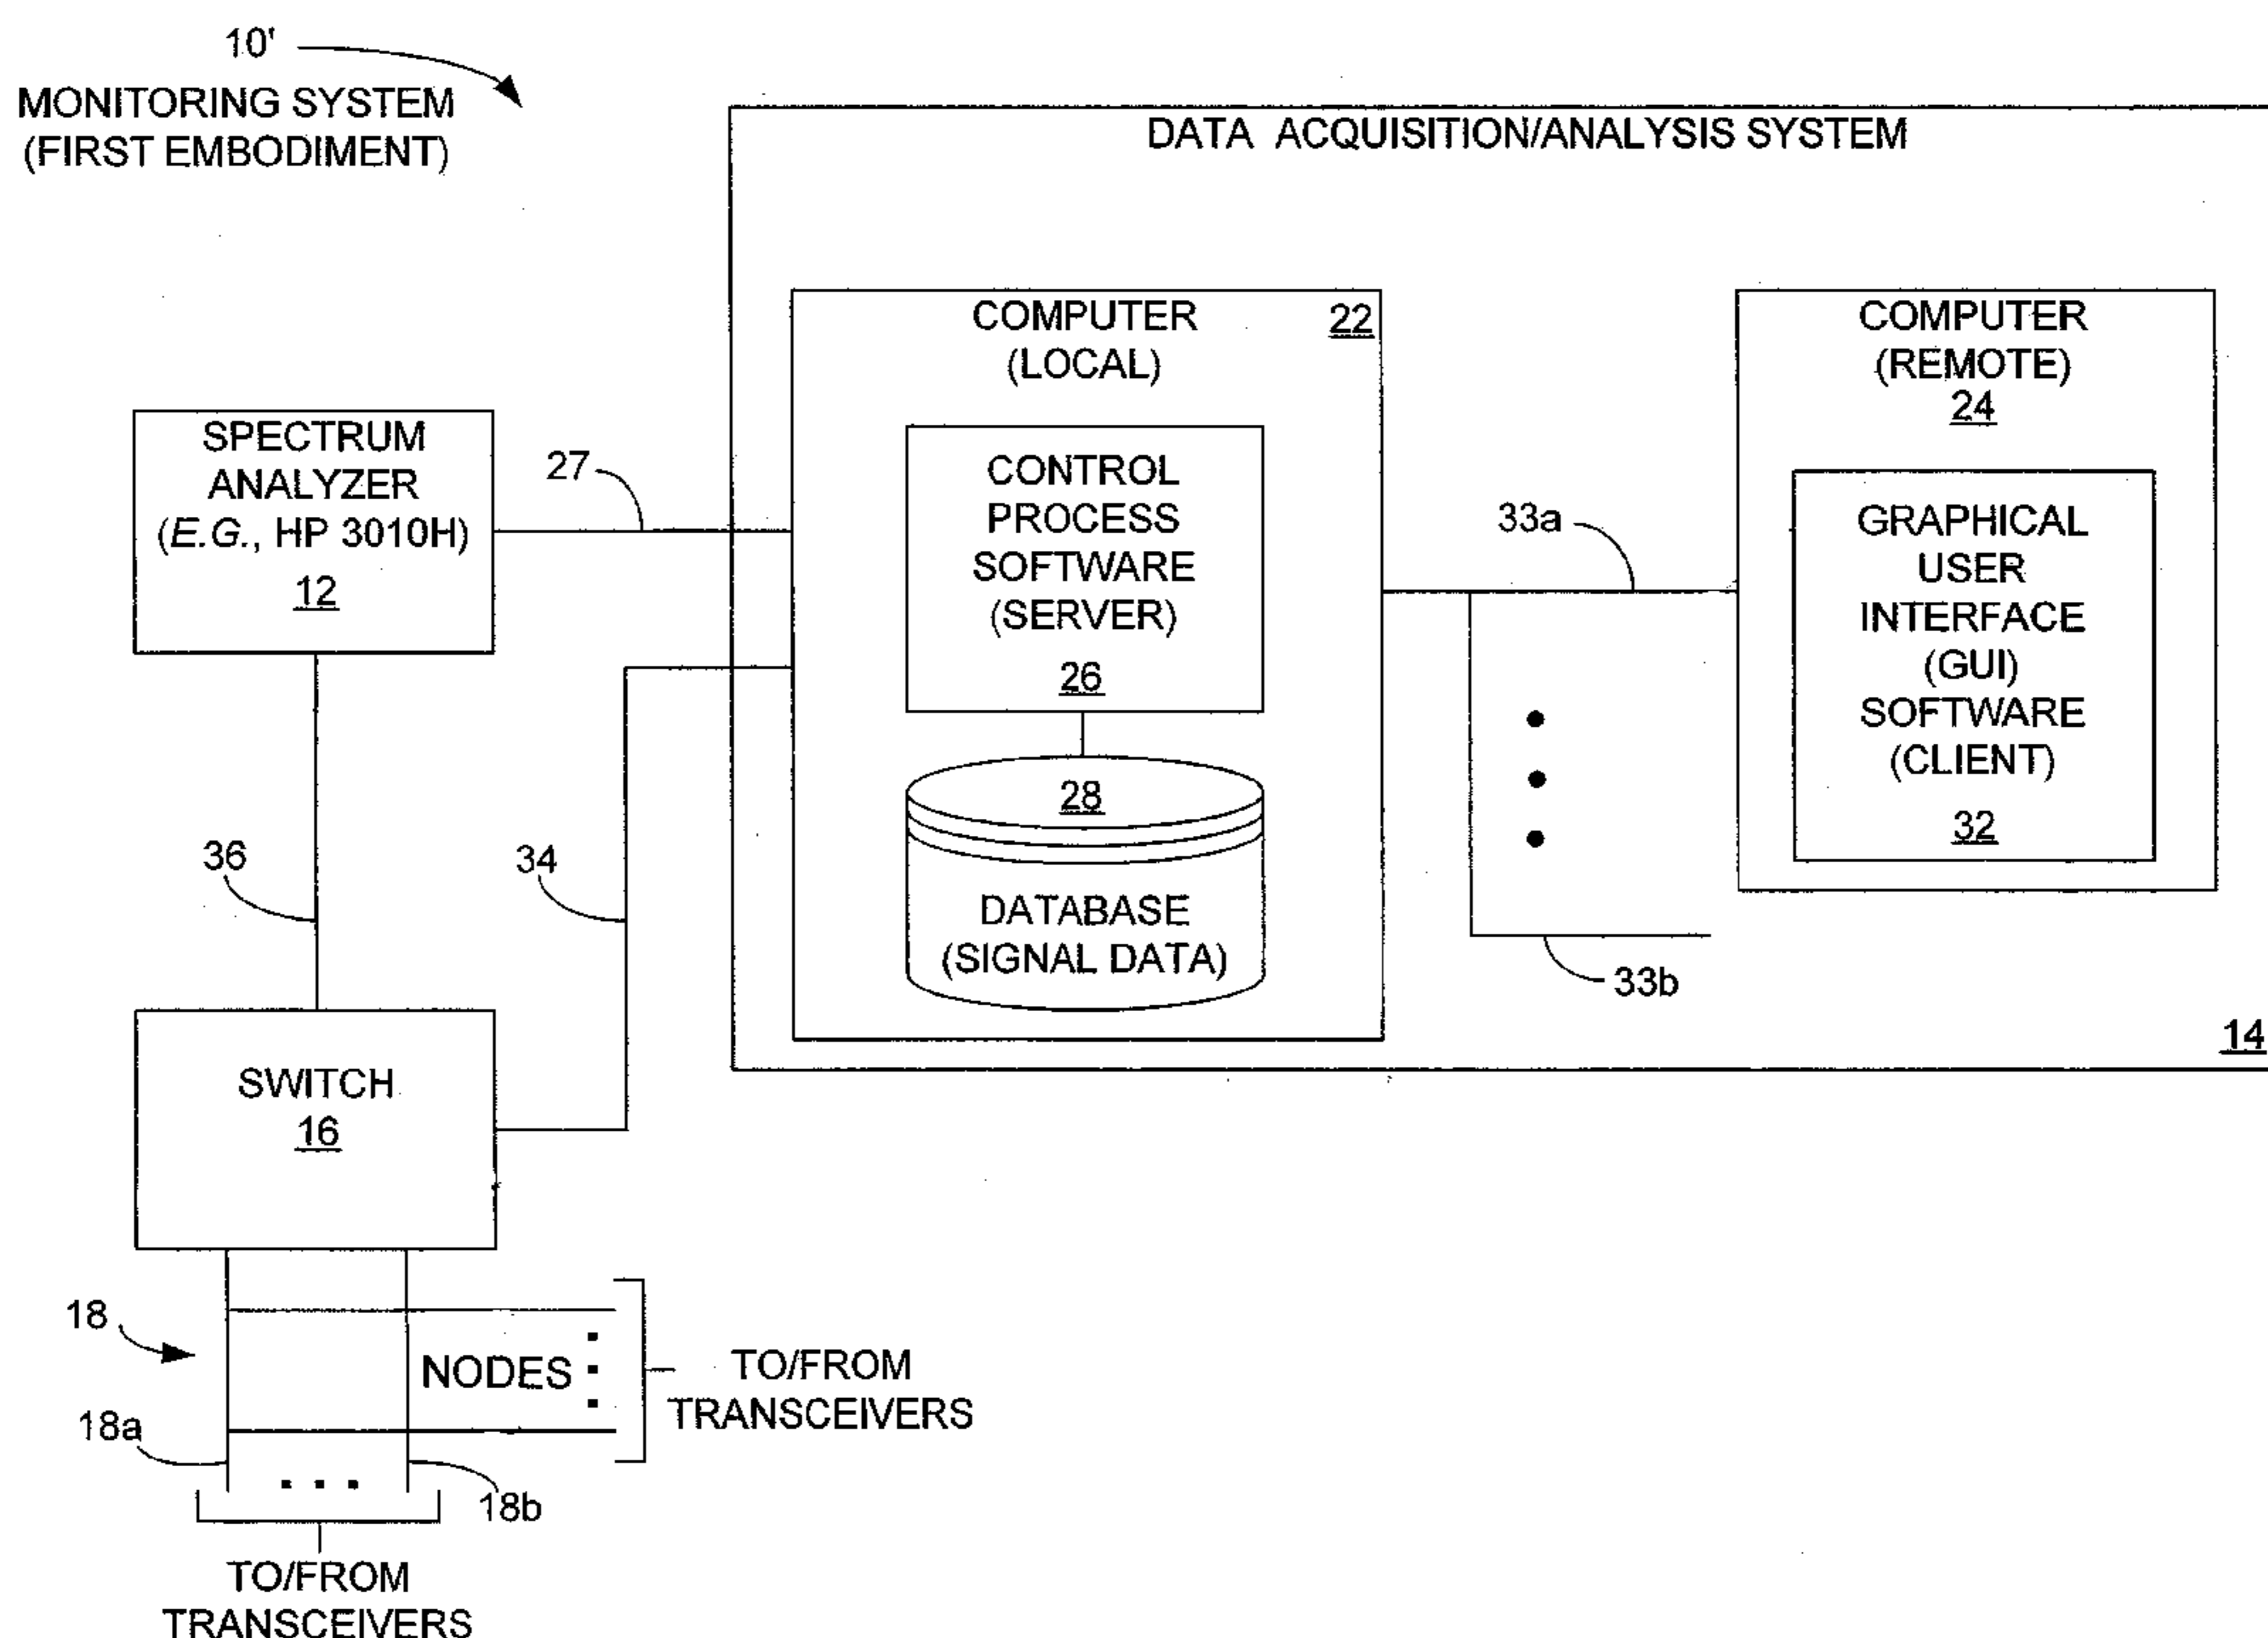 10'
MONITORING SYSTEM
(FIRST EMBODIMENT)
DATA ACQUISITION/ANALYSIS SYSTEM
COMPUTER
(LOCAL)
22
COMPUTER
(REMOTE)
24
SPECTRUM
ANALYZER
(E.G., HP 3010H)
12
27
CONTROL
PROCESS
SOFTWARE
(SERVER)
26
33a
GRAPHICAL
USER
INTERFACE
(GUI)
SOFTWARE
(CLIENT)
32
28
DATABASE
(SIGNAL DATA)
36
34
33b
14
SWITCH
16
18
NODES
TO/FROM
TRANSCEIVERS
18a
18b
TO/FROM
TRANSCEIVERS